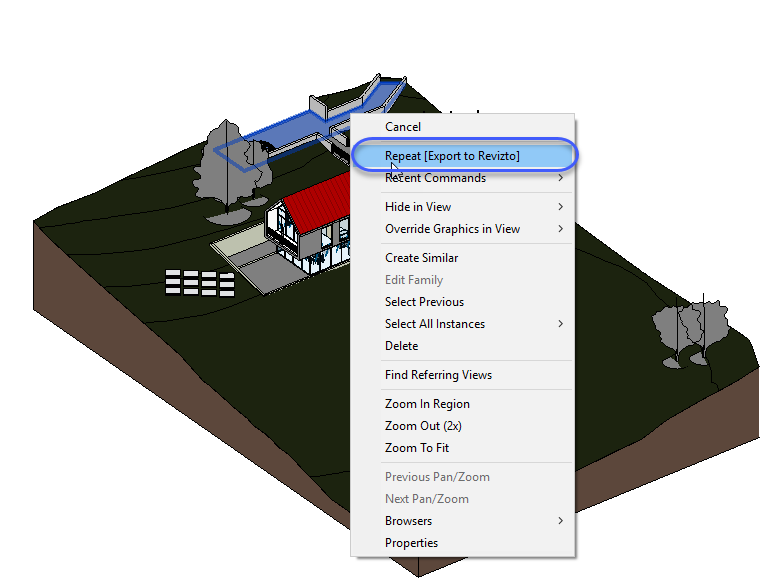 Cancel
Repeat [Export to Revizto]
Recent Commands
Hide in View
Override Graphics in View
Create Similar
Edit Family
Select Previous
Select All Instances
Delete
Find Referring Views
Zoom In Region
Zoom Out (2x)
Zoom To Fit
Previous Pan/Zoom
Next Pan/Zoom
Browsers
Properties